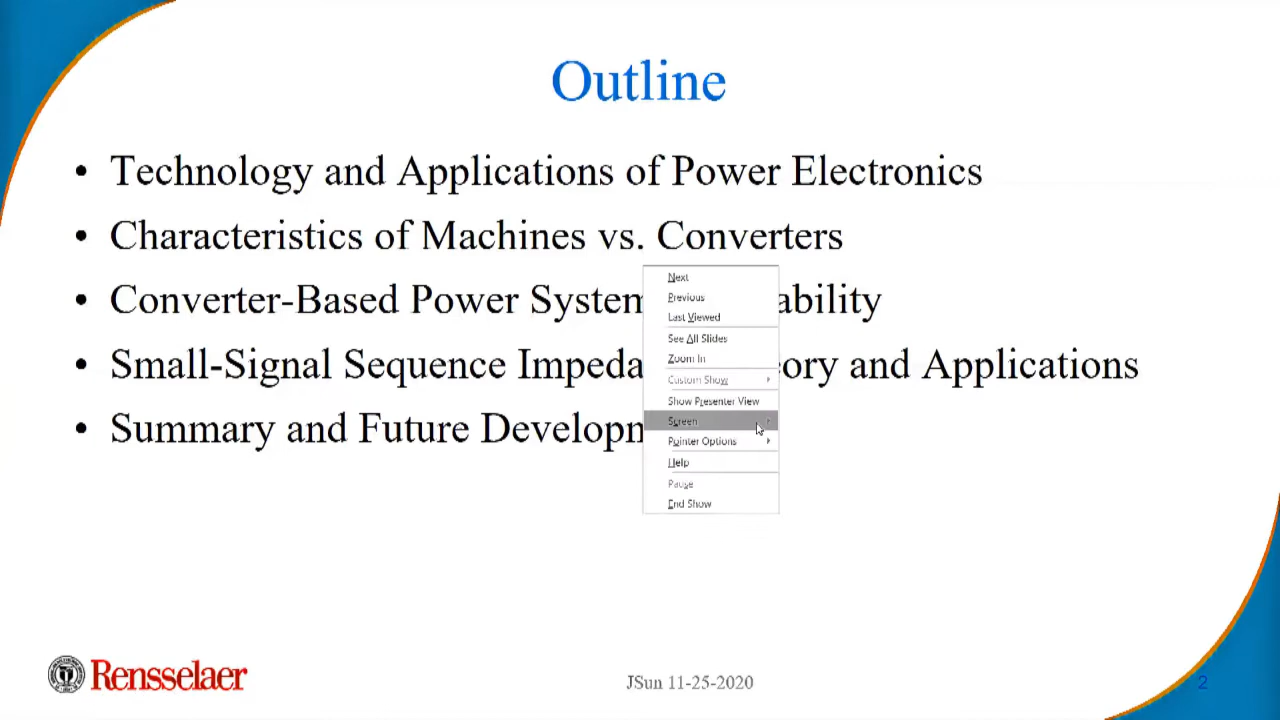 Outline
• Technology and Applications of Power Electronics
• Characteristics of Machines vs. Converters
• Converter-Based Power System ability
• Small-Signal Sequence Impeda ory and Applications
• Summary and Future Develop
Next
Previous
Last Viewed
See All Slides
Zoom In
Custom Show
Show Presenter View
Screen
Pointer Options
Help
Pause
End Show
Rensselaer
JSun 11-25-2020
2